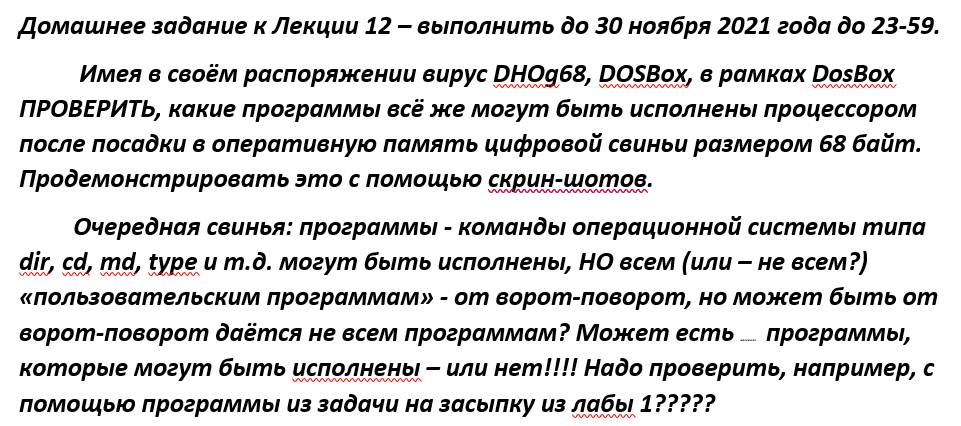 Домашнее задание к Лекции 12 – выполнить до 30 ноября 2021 года до 23-59.
Имея в своём распоряжении вирус DHOg68, DOSBox, в рамках DosBox
ПРОВЕРИТЬ, какие программы всё же могут быть исполнены процессором
после посадки в оперативную память цифровой свиньи размером 68 байт.
Продемонстрировать это с помощью скрин-шотов.
Очередная свинья: программы - команды операционной системы типа
dir, cd, md, type и т.д. могут быть исполнены, НО всем (или – не всем?)
«пользовательским программам» - от ворот-поворот, но может быть от
ворот-поворот даётся не всем программам? Может есть программы,
которые могут быть исполнены – или нет!!!! Надо проверить, например, с
помощью программы из задачи на засыпку из лабы 1?????